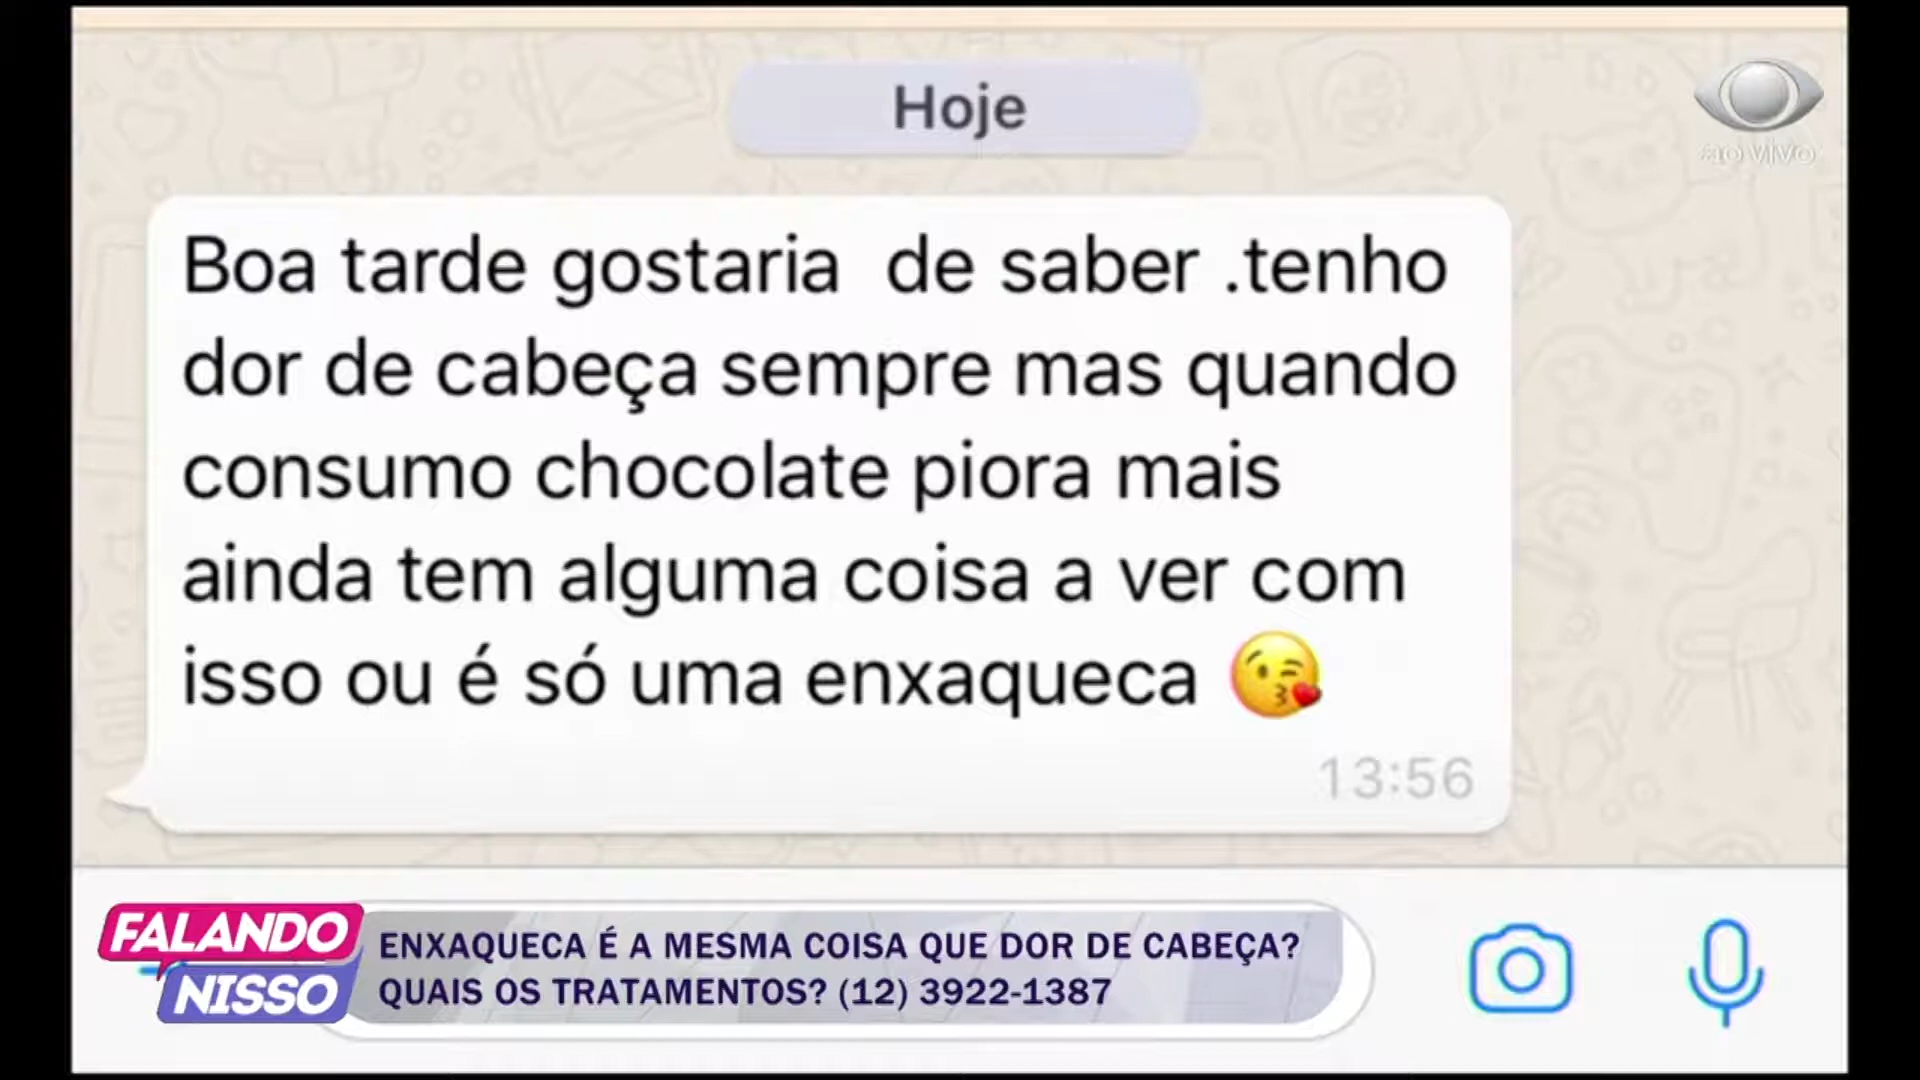 Hoje
ao vivo
Boa tarde gostaria  de saber .tenho
dor de cabeça sempre mas quando
consumo chocolate piora mais
ainda tem alguma coisa a ver com
isso ou é só uma enxaqueca 😘
13:56
FALANDO
NISSO
ENXAQUECA É A MESMA COISA QUE DOR DE CABEÇA?
QUAIS OS TRATAMENTOS? (12) 3922-1387